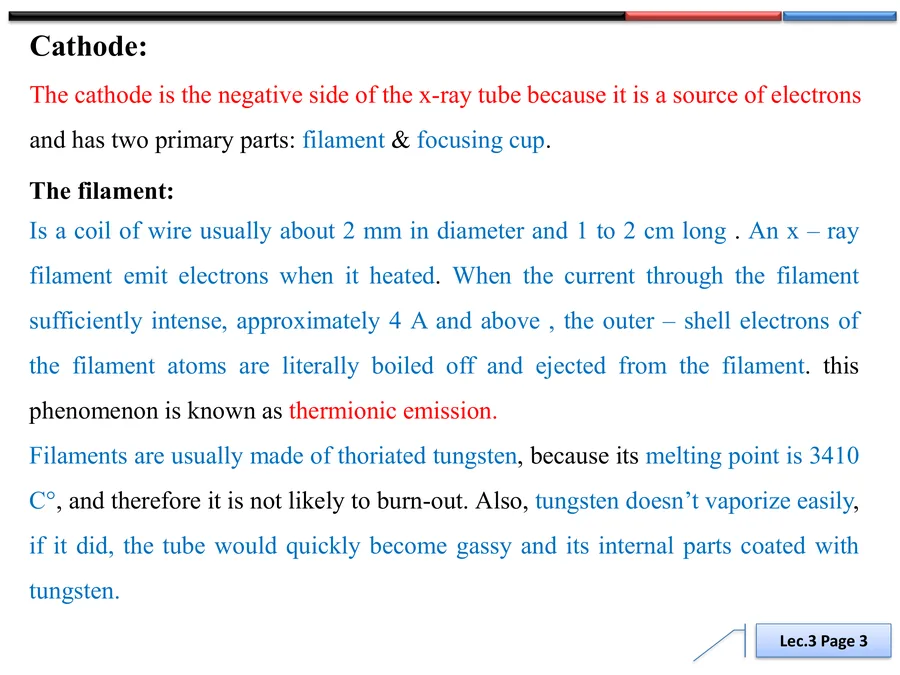 Cathode:
The cathode is the negative side of the x-ray tube because it is a source of electrons
and has two primary parts: filament & focusing cup.
The filament:
Is a coil of wire usually about 2 mm in diameter and 1 to 2 cm long . An x – ray
filament emit electrons when it heated. When the current through the filament
sufficiently intense, approximately 4 A and above , the outer – shell electrons of
the filament atoms are literally boiled off and ejected from the filament. this
phenomenon is known as thermionic emission.
Filaments are usually made of thoriated tungsten, because its melting point is 3410
C°, and therefore it is not likely to burn-out. Also, tungsten doesn’t vaporize easily,
if it did, the tube would quickly become gassy and its internal parts coated with
tungsten.
Lec.3 Page 3